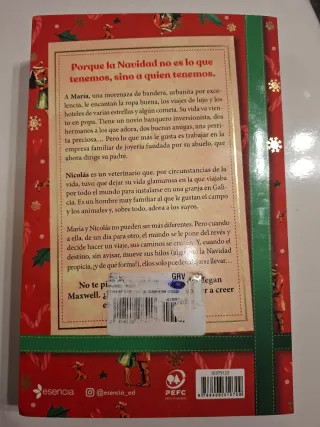 Porque la Navidad no es lo que
tenemos, sino a quien tenemos.
A María, una morenaza de bandera, urbanita por exce-
lencia, le encantan la ropa buena, los viajes de lujo y los
hoteles de varias estrellas y algún cometa. Su vida va vien-
to en popa. Tiene un novio banquero inversionista, dos
hermanos a los que adora, dos buenas amigas, una perri-
ta preciosa… Pero lo que más le gusta es trabajar en la
empresa familiar de joyería fundada por su abuelo, que
ahora dirige su padre.
Nicolás es un veterinario que, por circunstancias de la
vida, tuvo que dejar su vida glamurosa en la que viajaba
por todo el mundo para instalarse en una granja en Gali-
cia. Es un hombre muy familiar al que le gustan el campo
y los animales y, sobre todo, adora a los suyos.
María y Nicolás no pueden ser más diferentes. Pero cuando
a ella, de un día para otro, el mundo se le pone del revés y
decide hacer un viaje, sus caminos se Y, cuando el
destino, sin avisar, mueve sus hilos (algo Navidad
propicia, ¡y de qué forma!), ellos solo pued llevar…
No te p Megan
Maxwell. ¿ r a creer
esencia
@esencia_ed
PEFC
10379123